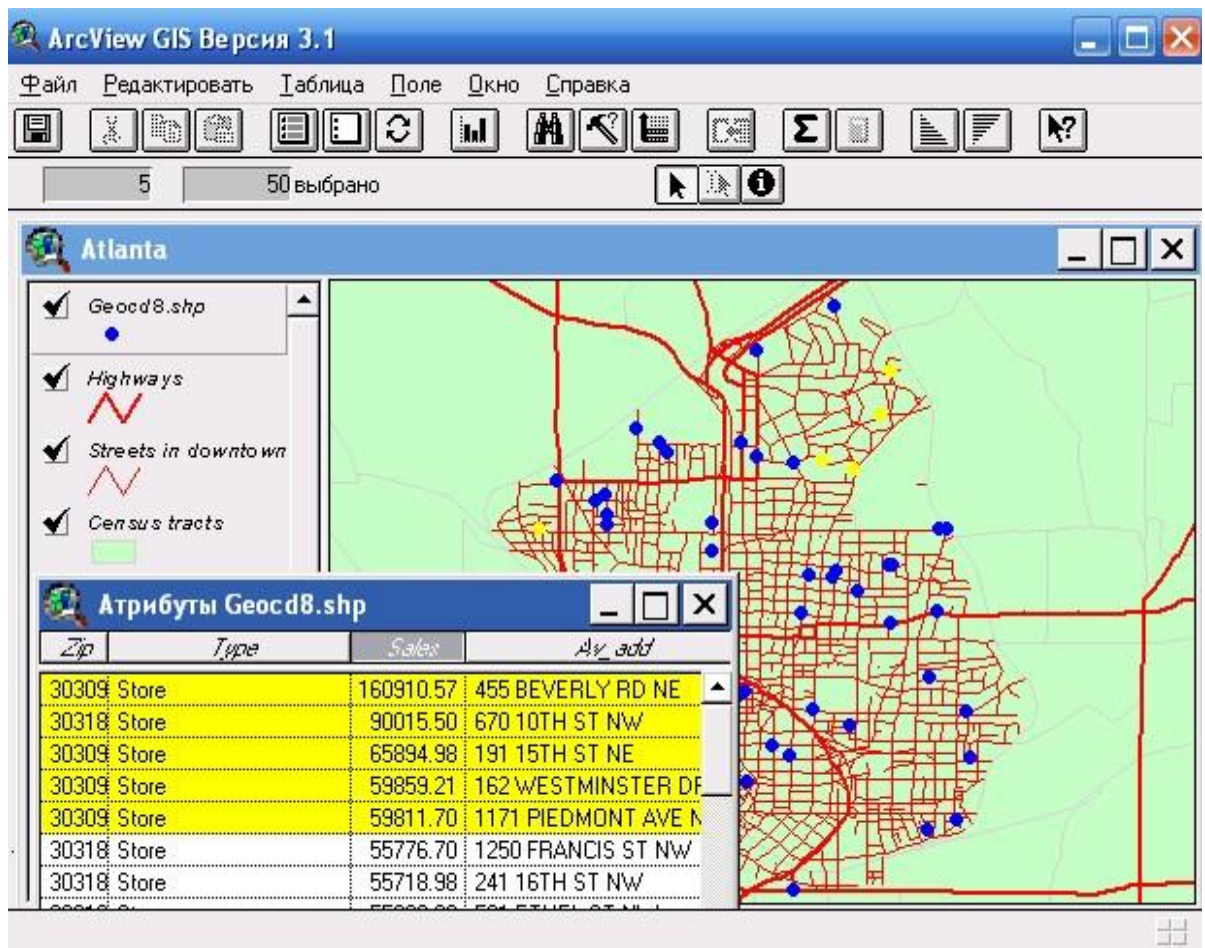 ArcView GIS Версия 3.1
Файл Редактировать Таблица Поле Окно Справка
5 50 выбрано
Atlanta
Geocd8.shp
Highways
Streets in downtown
Census tracts
Атрибуты Geocd8.shp
Zip Type Sales Av_add
30309 Store 160910.57 455 BEVERLY RD NE
30318 Store 90015.50 670 10TH ST NW
30309 Store 65894.98 191 15TH ST NE
30309 Store 59859.21 162 WESTMINSTER DR
30309 Store 59811.70 1171 PIEDMONT AVE N
30318 Store 55776.70 1250 FRANCIS ST NW
30318 Store 55718.98 241 16TH ST NW